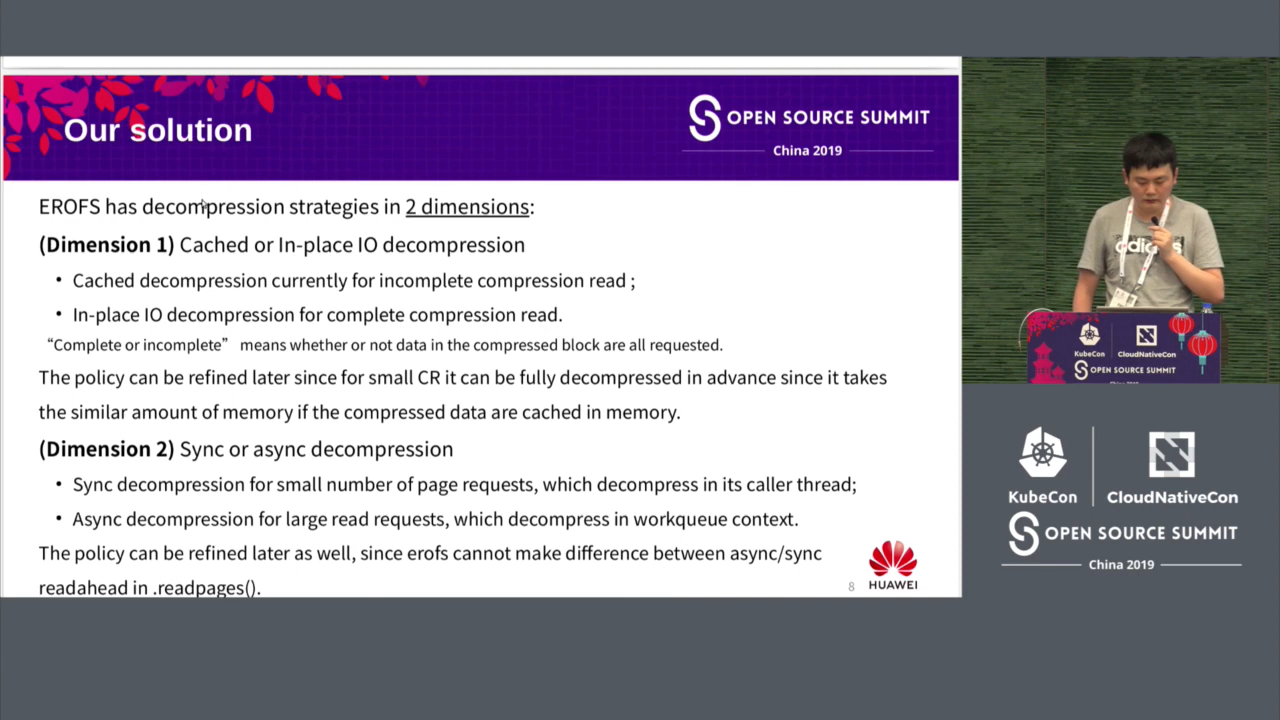 Our solution
OPEN SOURCE SUMMIT
China 2019
EROFS has decompression strategies in 2 dimensions:
(Dimension 1) Cached or In-place IO decompression
• Cached decompression currently for incomplete compression read ;
• In-place IO decompression for complete compression read.
“Complete or incomplete” means whether or not data in the compressed block are all requested.
The policy can be refined later since for small CR it can be fully decompressed in advance since it takes
the similar amount of memory if the compressed data are cached in memory.
(Dimension 2) Sync or async decompression
• Sync decompression for small number of page requests, which decompress in its caller thread;
• Async decompression for large read requests, which decompress in workqueue context.
The policy can be refined later as well, since erofs cannot make difference between async/sync
readahead in .readpages().
8
HUAWEI
adidas
KubeCon
CloudNativeCon
OPEN SOURCE SUMMIT
KubeCon
CloudNativeCon
OPEN SOURCE SUMMIT
China 2019